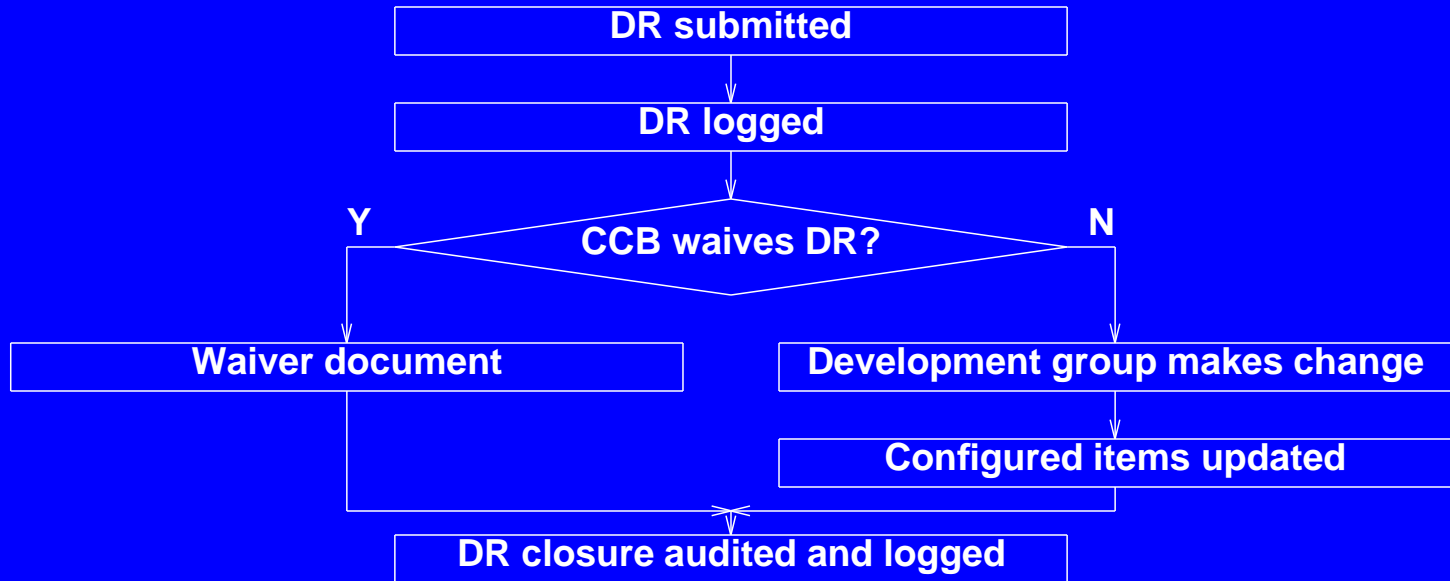 DR submitted
DR logged
Y
N
CCB waives DR?
Waiver document
Development group makes change
Configured items updated
DR closure audited and logged